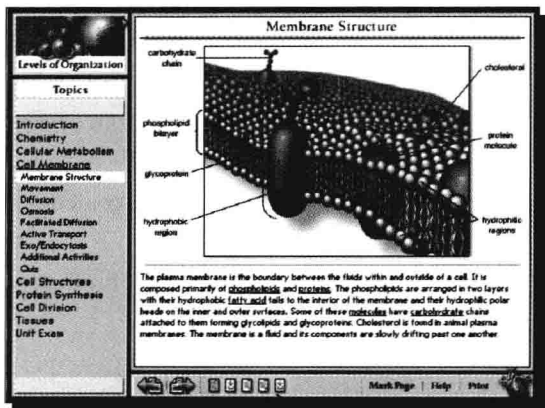 Levels of Organization
Topics
Introduction
Chemistry
Cellular Metabolism
Cell Membrane
Membrane Structure
Movement
Diffusion
Osmosis
Facilitated Diffusion
Active Transport
Exo/Endocytosis
Additional Activities
Quiz
Cell Structures
Protein Synthesis
Cell Division
Tissues
Unit Exam
Membrane Structure
carbohydrate
chain
cholesterol
phospholipid
bilayer
protein
molecule
glycoprotein
hydrophobic
region
hydrophilic
regions
The plasma membrane is the boundary between the fluids within and outside of a cell. It is
composed primarily of phospholipids and proteins. The phospholipids are arranged in two layers
with their hydrophobic fatty acid tails to the interior of the membrane and their hydrophilic polar
heads on the inner and outer surfaces. Some of these molecules have carbohydrate chains
attached to them forming glycolipids and glycoproteins. Cholesterol is found in animal plasma
membranes. The membrane is a fluid and its components are slowly drifting past one another.
Mark Page | Help | Print